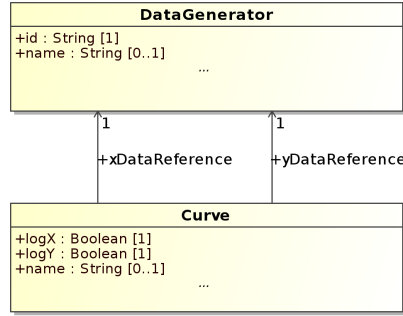 DataGenerator
+id : String [1]
+name : String [0..1]
...
1 1
+xDataReference +yDataReference
Curve
+logX : Boolean [1]
+logY : Boolean [1]
+name : String [0..1]
...